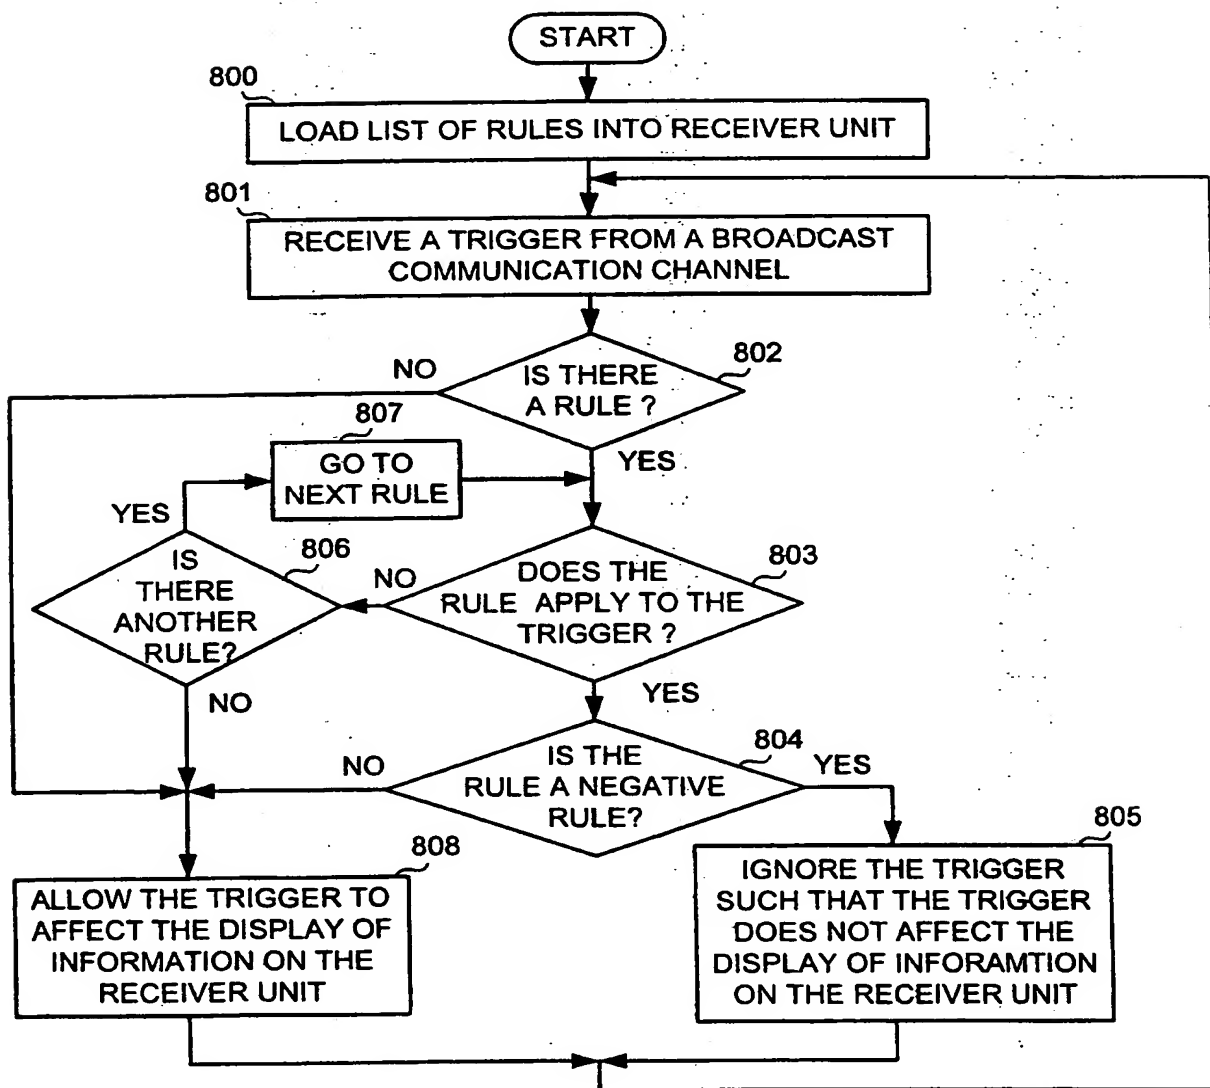 START
800
LOAD LIST OF RULES INTO RECEIVER UNIT
801
RECEIVE A TRIGGER FROM A BROADCAST
COMMUNICATION CHANNEL
802
NO
IS THERE
A RULE ?
YES
807
GO TO
NEXT RULE
YES
806
IS
THERE
ANOTHER
RULE?
NO
803
DOES THE
RULE APPLY TO THE
TRIGGER ?
NO
YES
804
IS THE
RULE A NEGATIVE
RULE?
NO
YES
808
ALLOW THE TRIGGER TO
AFFECT THE DISPLAY OF
INFORMATION ON THE
RECEIVER UNIT
805
IGNORE THE TRIGGER
SUCH THAT THE TRIGGER
DOES NOT AFFECT THE
DISPLAY OF INFORAMTION
ON THE RECEIVER UNIT